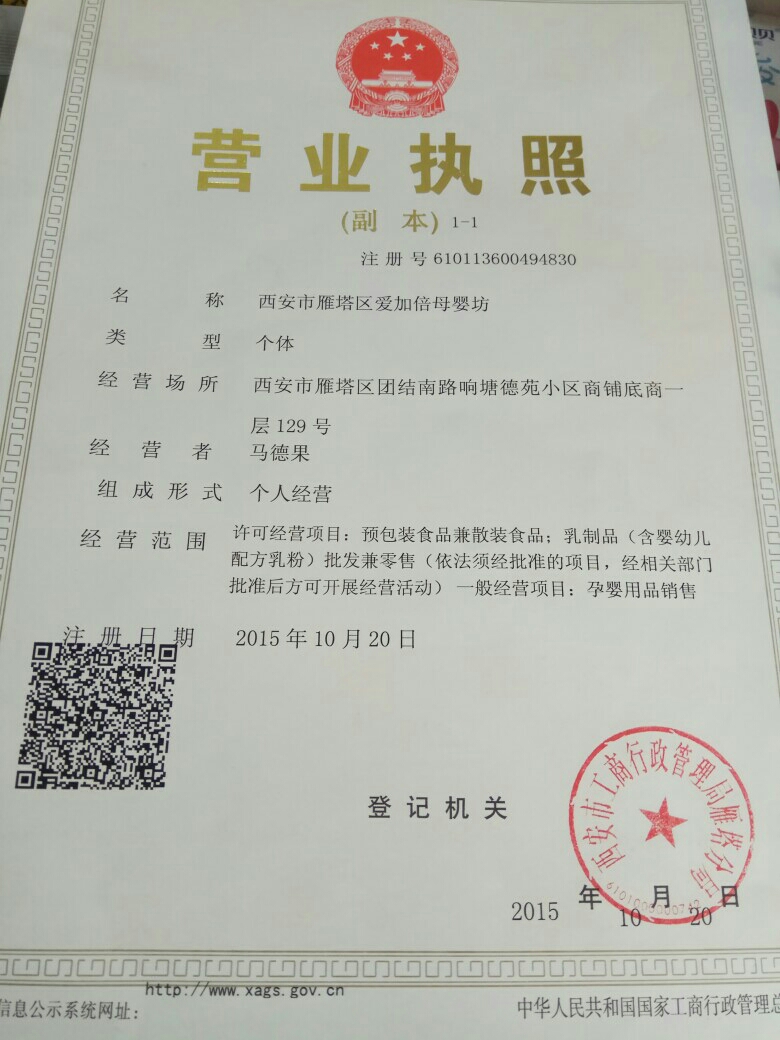 营业执照
(副 本) 1-1
注册号 610113600494830
名 称 西安市雁塔区爱加倍母婴坊
类 型 个体
经营场所 西安市雁塔区团结南路响塘德苑小区商铺底商一
层129号
经 营 者 马德果
组成形式 个人经营
经营范围 许可经营项目：预包装食品兼散装食品；乳制品（含婴幼儿
配方乳粉）批发兼零售（依法须经批准的项目，经相关部门
批准后方可开展经营活动） 一般经营项目：孕婴用品销售
注册日期 2015年10月20日
登记机关
西安市工商行政管理局雁塔分局
2015 年 10 月 20 日
http://www.xags.gov.cn
信息公示系统网址：
中华人民共和国国家工商行政管理总